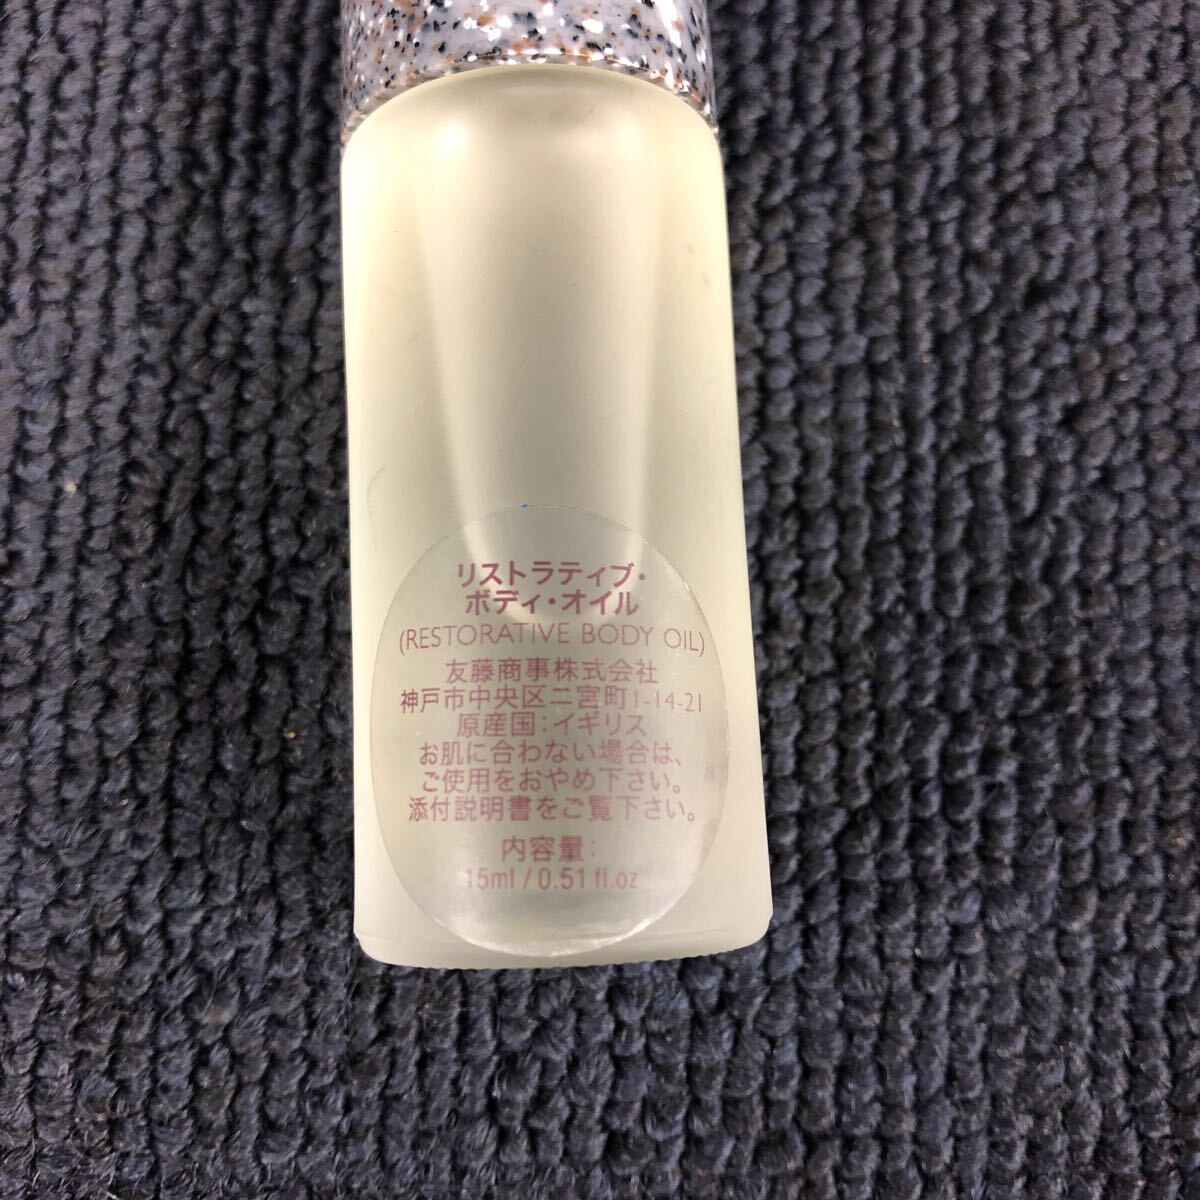 リストラティブ・
ボディ・オイル
(RESTORATIVE BODY OIL)
友藤商事株式会社
神戸市中央区二宮町1-14-21
原産国:イギリス
お肌に合わない場合は、
ご使用をおやめ下さい。
添付説明書をご覧下さい。
内容量:
15ml / 0.51 fl.oz